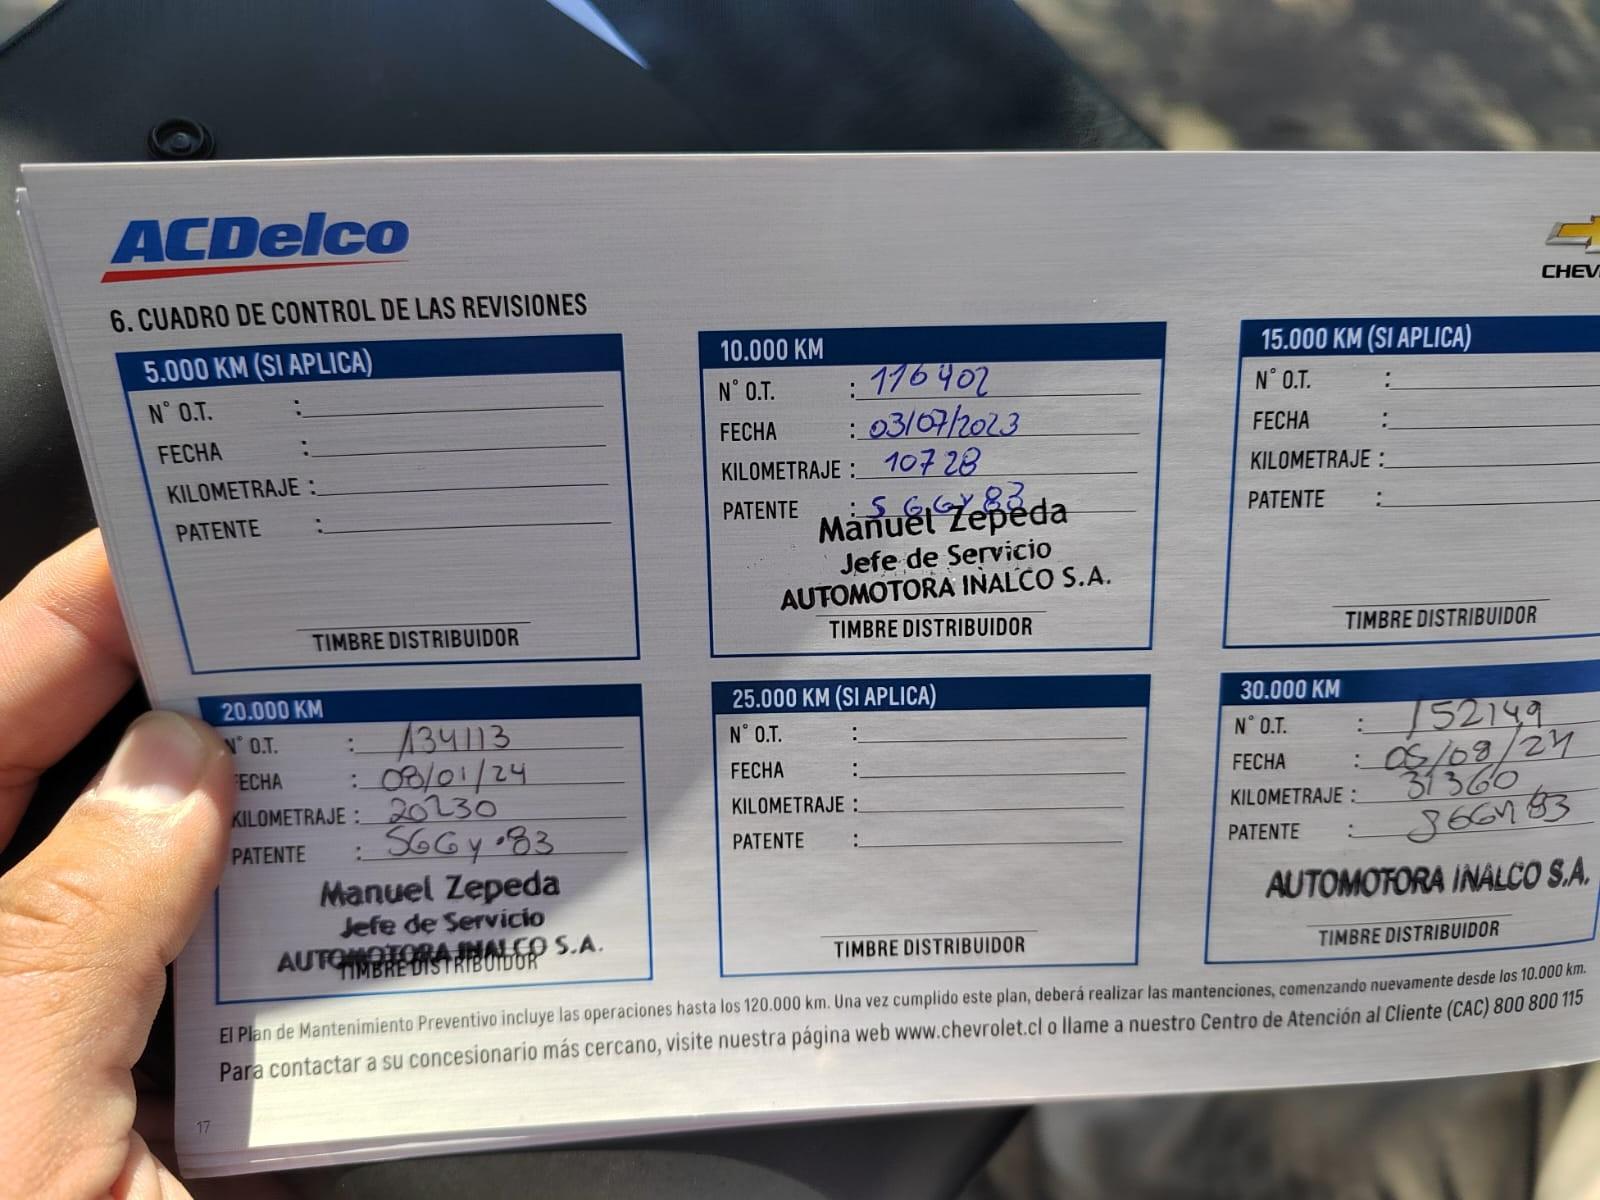 ACDelco
CHEV
6. CUADRO DE CONTROL DE LAS REVISIONES
5.000 KM (SI APLICA)
N° O.T. :
FECHA :
KILOMETRAJE :
PATENTE :
TIMBRE DISTRIBUIDOR
10.000 KM
N° O.T. : 116402
FECHA : 03/07/2023
KILOMETRAJE : 10728
PATENTE : SGGY83
Manuel Zepeda
Jefe de Servicio
AUTOMOTORA INALCO S.A.
TIMBRE DISTRIBUIDOR
15.000 KM (SI APLICA)
N° O.T. :
FECHA :
KILOMETRAJE :
PATENTE :
TIMBRE DISTRIBUIDOR
20.000 KM
N° O.T. : 134113
FECHA : 08/01/24
KILOMETRAJE : 20230
PATENTE : SGGY·83
Manuel Zepeda
Jefe de Servicio
AUTOMOTORA INALCO S.A.
TIMBRE DISTRIBUIDOR
25.000 KM (SI APLICA)
N° O.T. :
FECHA :
KILOMETRAJE :
PATENTE :
TIMBRE DISTRIBUIDOR
30.000 KM
N° O.T. : 152149
FECHA : 05/08/24
KILOMETRAJE : 31360
PATENTE : SGGY83
AUTOMOTORA INALCO S.A.
TIMBRE DISTRIBUIDOR
El Plan de Mantenimiento Preventivo incluye las operaciones hasta los 120.000 km. Una vez cumplido este plan, deberá realizar las mantenciones, comenzando nuevamente desde los 10.000 km.
Para contactar a su concesionario más cercano, visite nuestra página web www.chevrolet.cl o llame a nuestro Centro de Atención al Cliente (CAC) 800 800 115
17